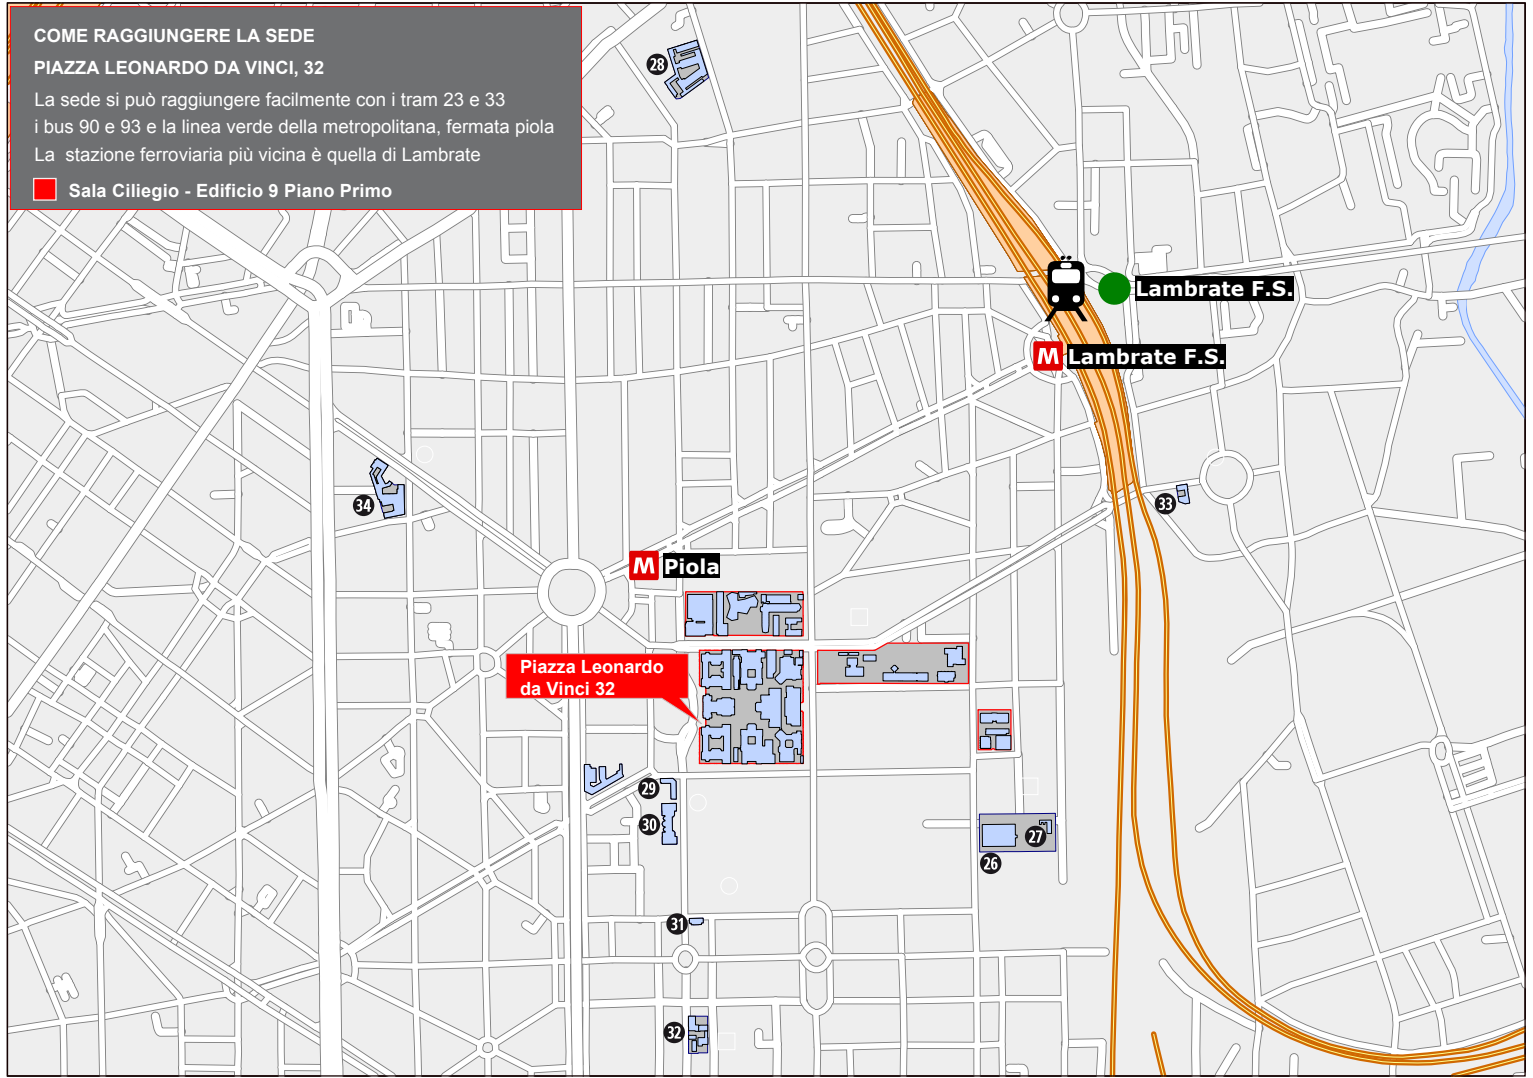 COME RAGGIUNGERE LA SEDE
PIAZZA LEONARDO DA VINCI, 32
La sede si può raggiungere facilmente con i tram 23 e 33
i bus 90 e 93 e la linea verde della metropolitana, fermata piola
La stazione ferroviaria più vicina è quella di Lambrate
Sala Ciliegio - Edificio 9 Piano Primo
28
Lambrate F.S.
M Lambrate F.S.
34
33
M Piola
Piazza Leonardo
da Vinci 32
29
30
27
26
31
32